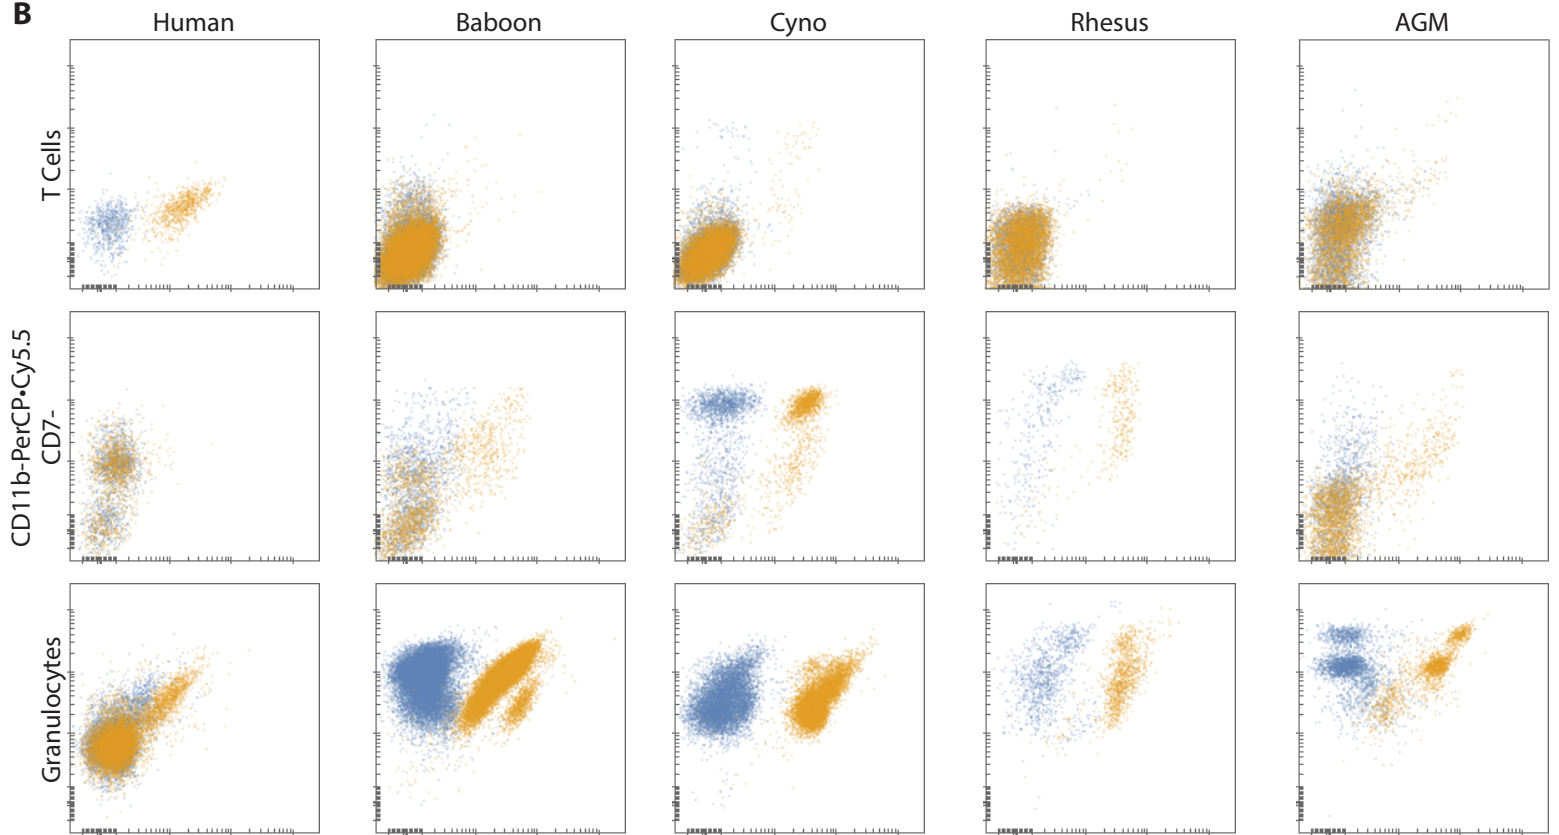 B
Human Baboon Cyno Rhesus AGM
T Cells
CD11b-PerCP•Cy5.5
CD7-
Granulocytes